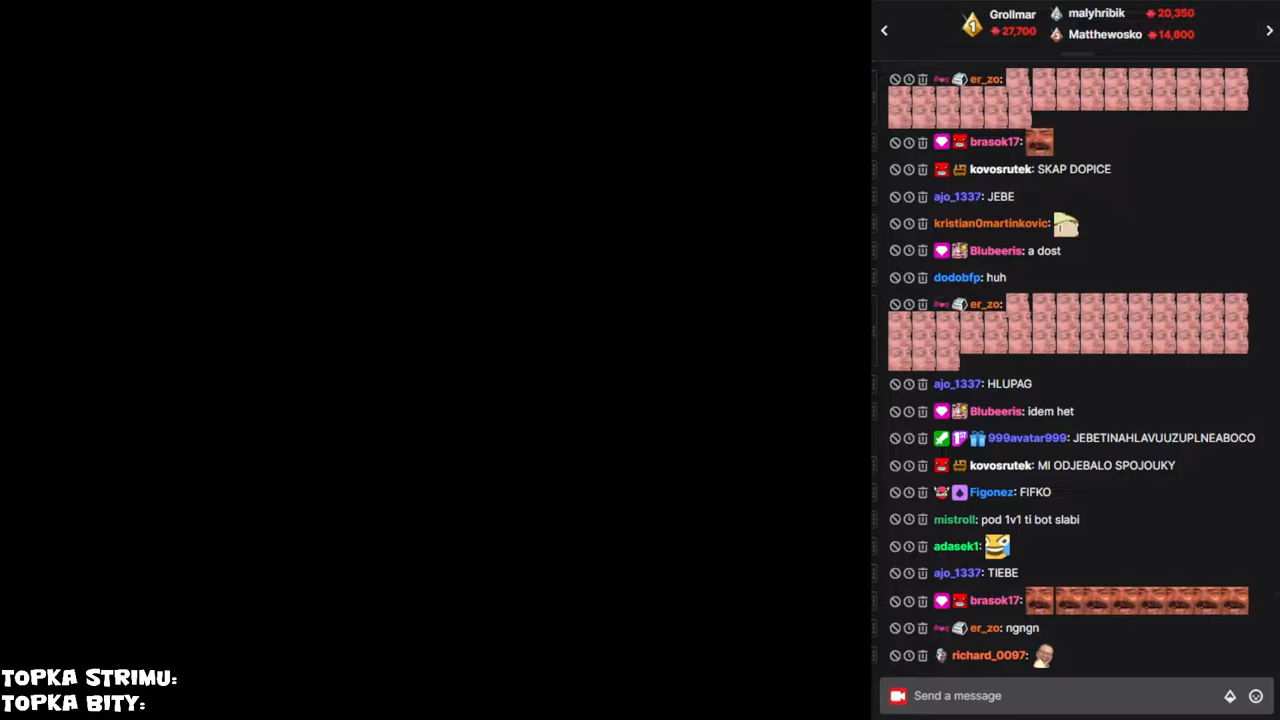 Grollmar
27,700
malyhribik 20,350
Matthewosko 14,600
er_zo:
brasok17:
kovosrutek: SKAP DOPICE
ajo_1337: JEBE
kristian0martinkovic:
Blubeeris: a dost
dodobfp: huh
er_zo:
ajo_1337: HLUPAG
Blubeeris: idem het
999avatar999: JEBETINAHLAVUUZUPLNEABOCO
kovosrutek: MI ODJEBALO SPOJOUKY
Figonez: FIFKO
mistroll: pod 1v1 ti bot slabi
adasek1:
ajo_1337: TIEBE
brasok17:
er_zo: ngngn
richard_0097:
Send a message
TOPKA STRIMU:
TOPKA BITY: